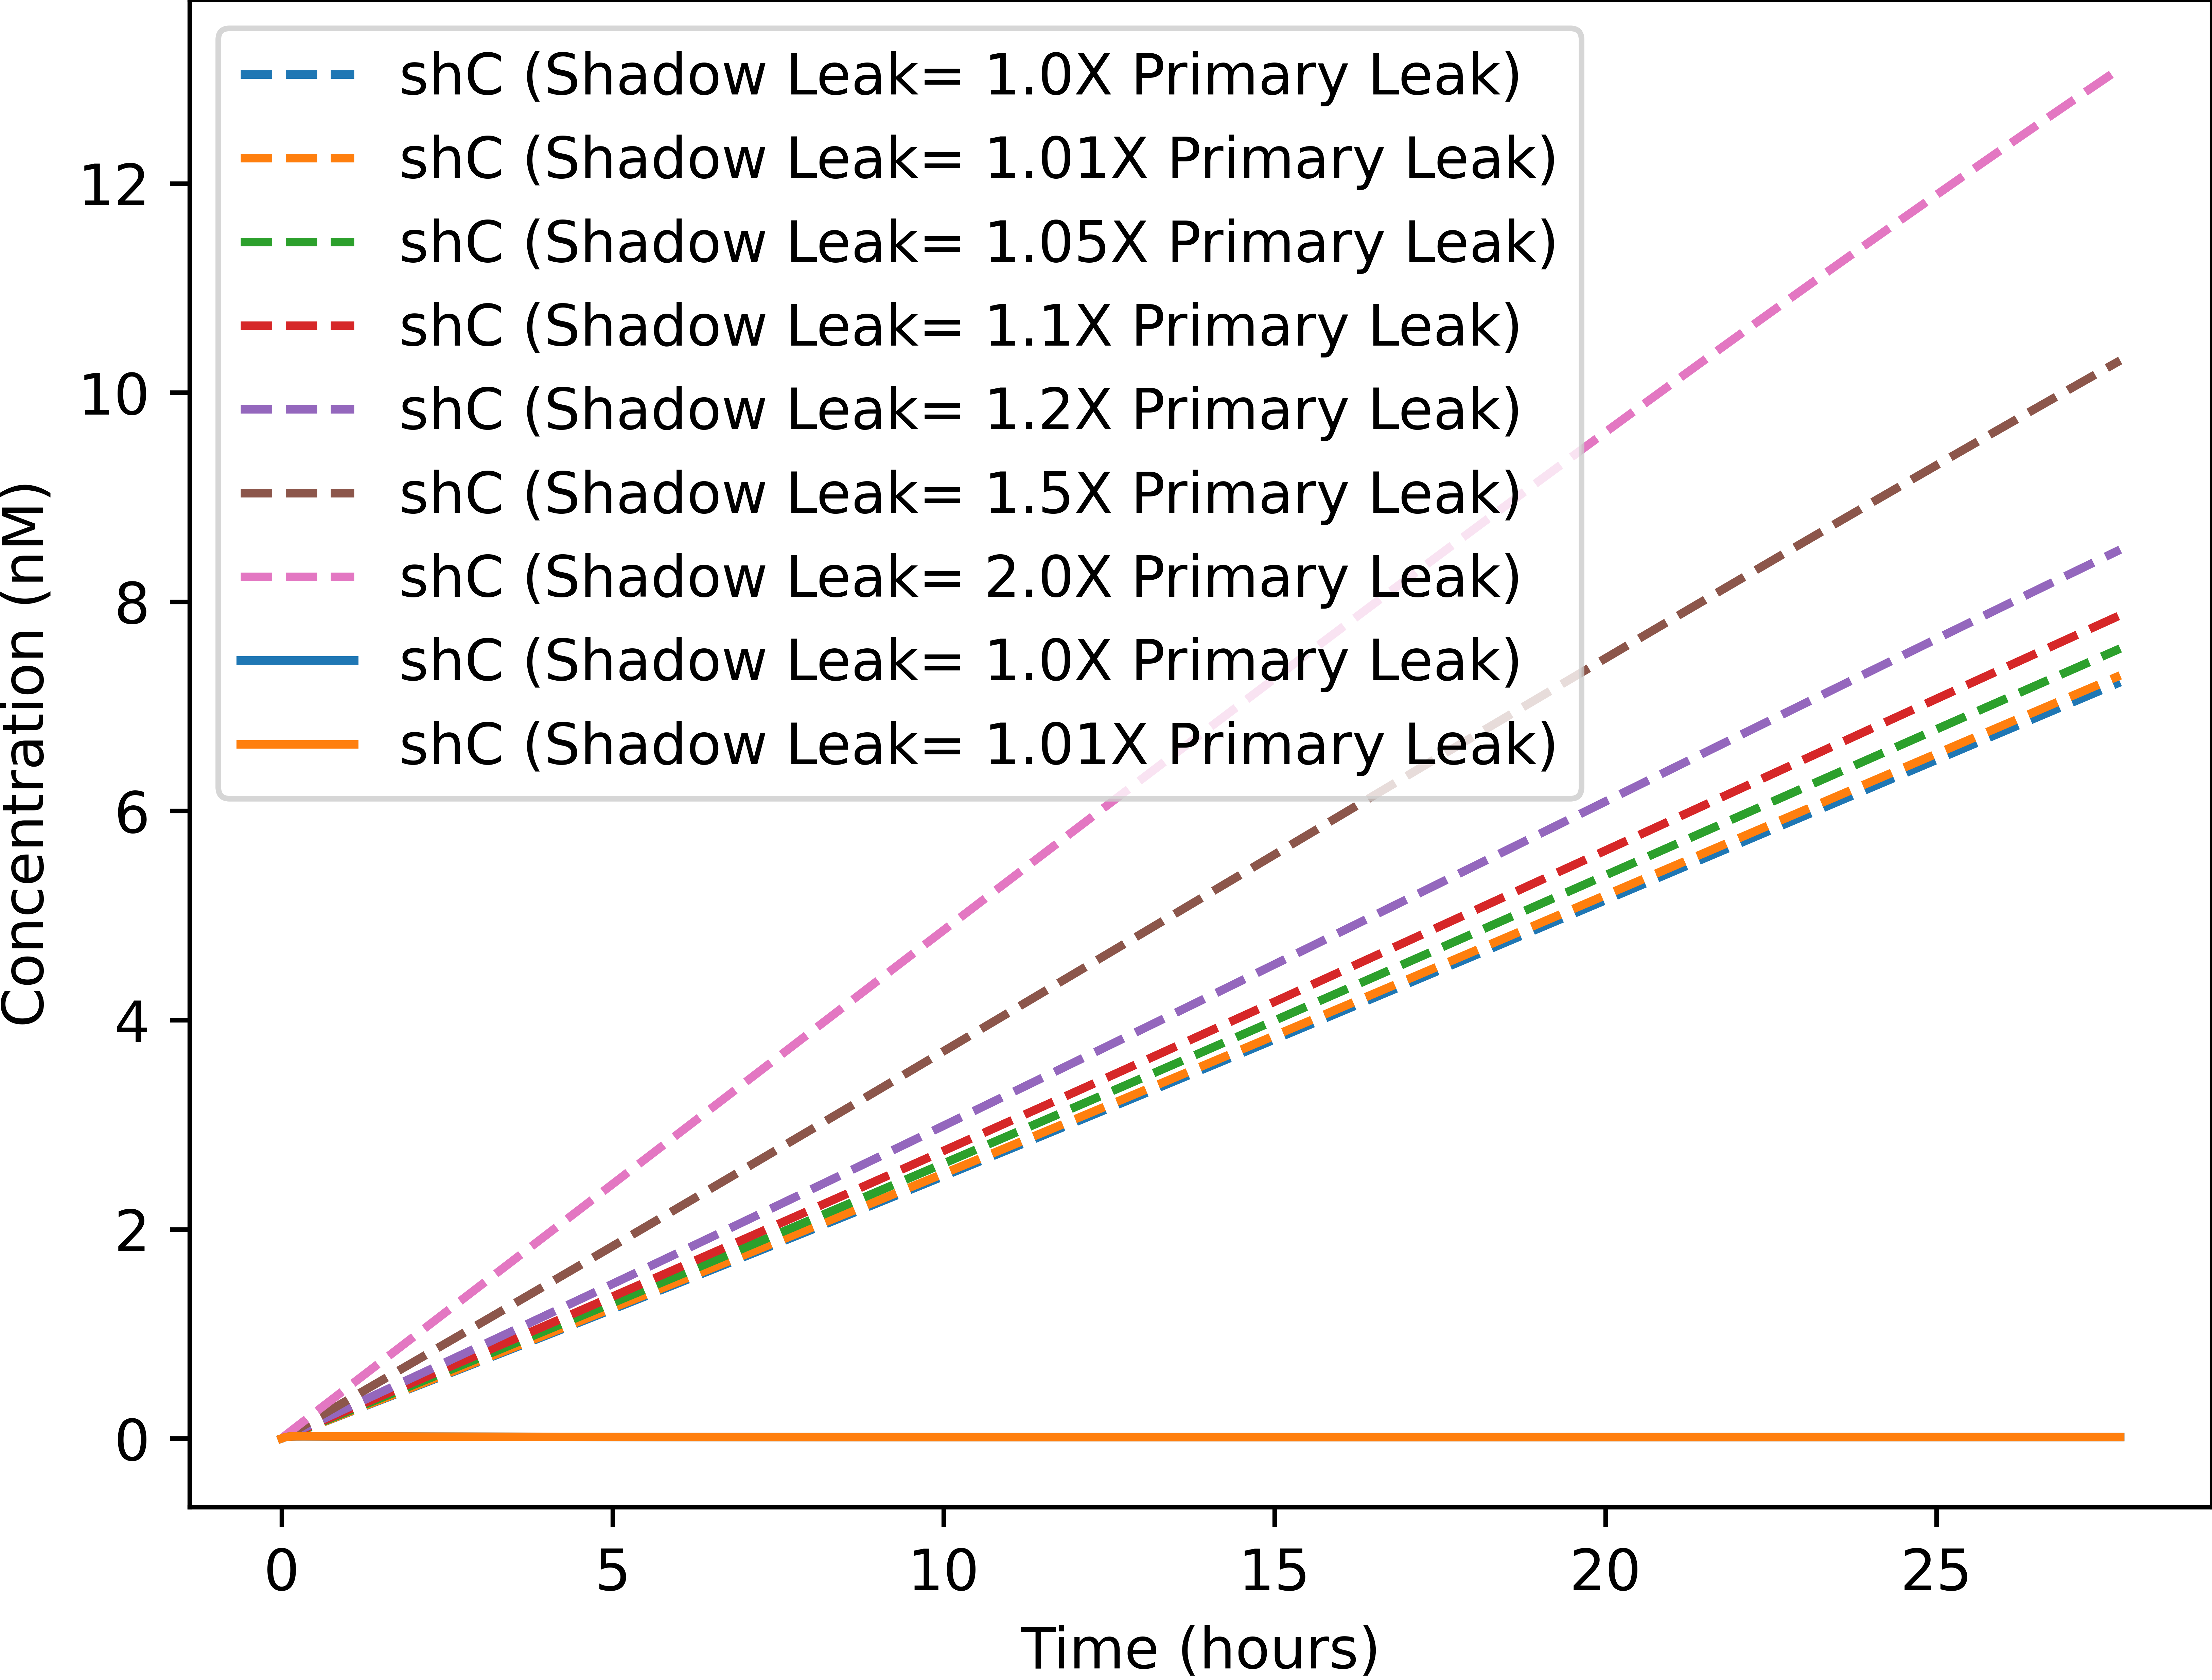 shC (Shadow Leak= 1.0X Primary Leak)
shC (Shadow Leak= 1.01X Primary Leak)
shC (Shadow Leak= 1.05X Primary Leak)
shC (Shadow Leak= 1.1X Primary Leak)
shC (Shadow Leak= 1.2X Primary Leak)
shC (Shadow Leak= 1.5X Primary Leak)
shC (Shadow Leak= 2.0X Primary Leak)
shC (Shadow Leak= 1.0X Primary Leak)
shC (Shadow Leak= 1.01X Primary Leak)
Concentration (nM)
12
10
8
6
4
2
0
0 5 10 15 20 25
Time (hours)